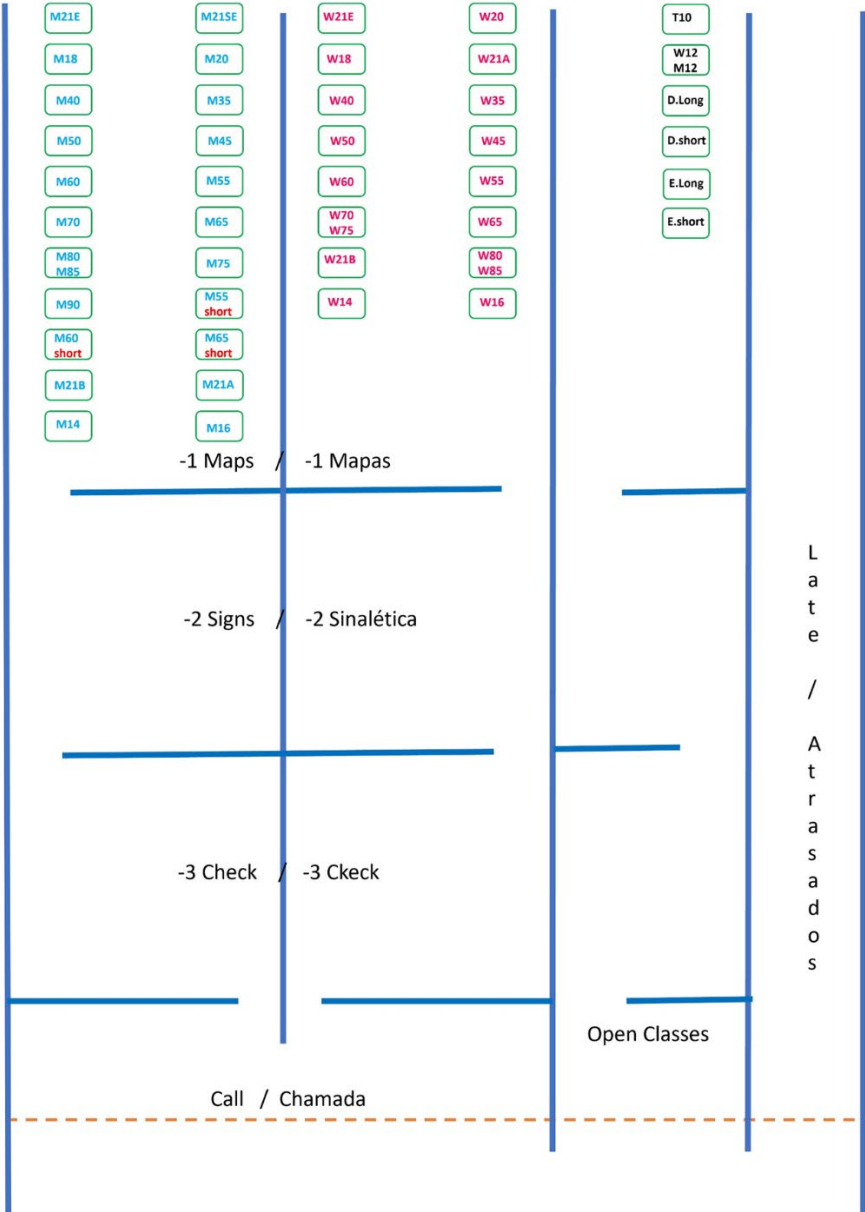 M21E
M21SE
W21E
W20
T10
M18
M20
W18
W21A
W12
M12
M40
M35
W40
W35
D.Long
M50
M45
W50
W45
D.short
M60
M55
W60
W55
E.Long
M70
M65
W70
W75
W65
E.short
M80
M85
M75
W21B
W80
W85
M90
M55
short
W14
W16
M60
short
M65
short
M21B
M21A
M14
M16
-1 Maps / -1 Mapas
-2 Signs / -2 Sinalética
-3 Check / -3 Ckeck
Late / Atrasados
Open Classes
Call / Chamada